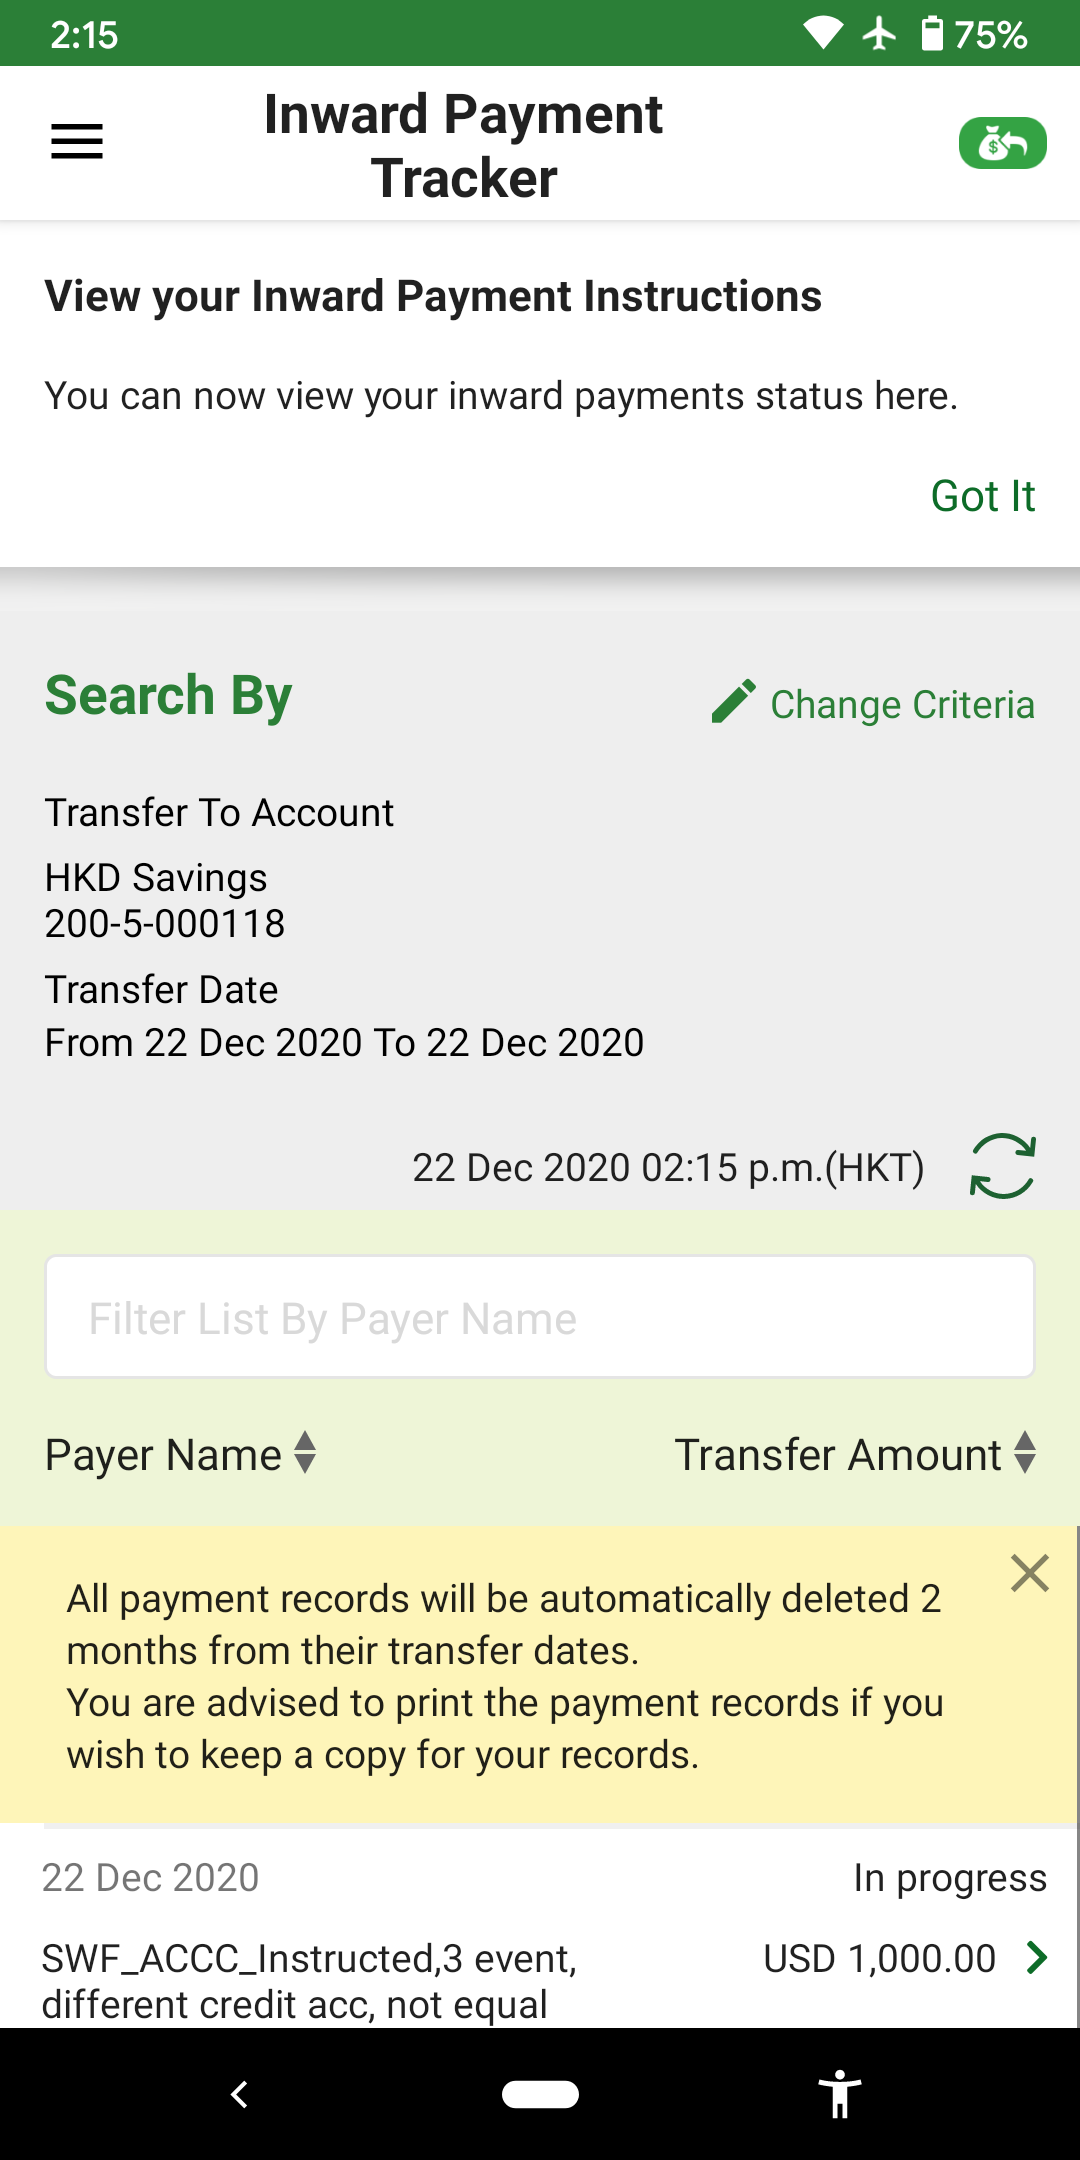 2:15
75%
Inward Payment
Tracker
View your Inward Payment Instructions
You can now view your inward payments status here.
Got It
Search By
Change Criteria
Transfer To Account
HKD Savings
200-5-000118
Transfer Date
From 22 Dec 2020 To 22 Dec 2020
22 Dec 2020 02:15 p.m.(HKT)
Filter List By Payer Name
Payer Name
Transfer Amount
All payment records will be automatically deleted 2
months from their transfer dates.
You are advised to print the payment records if you
wish to keep a copy for your records.
22 Dec 2020
In progress
SWF_ACCC_Instructed,3 event,
different credit acc, not equal
USD 1,000.00